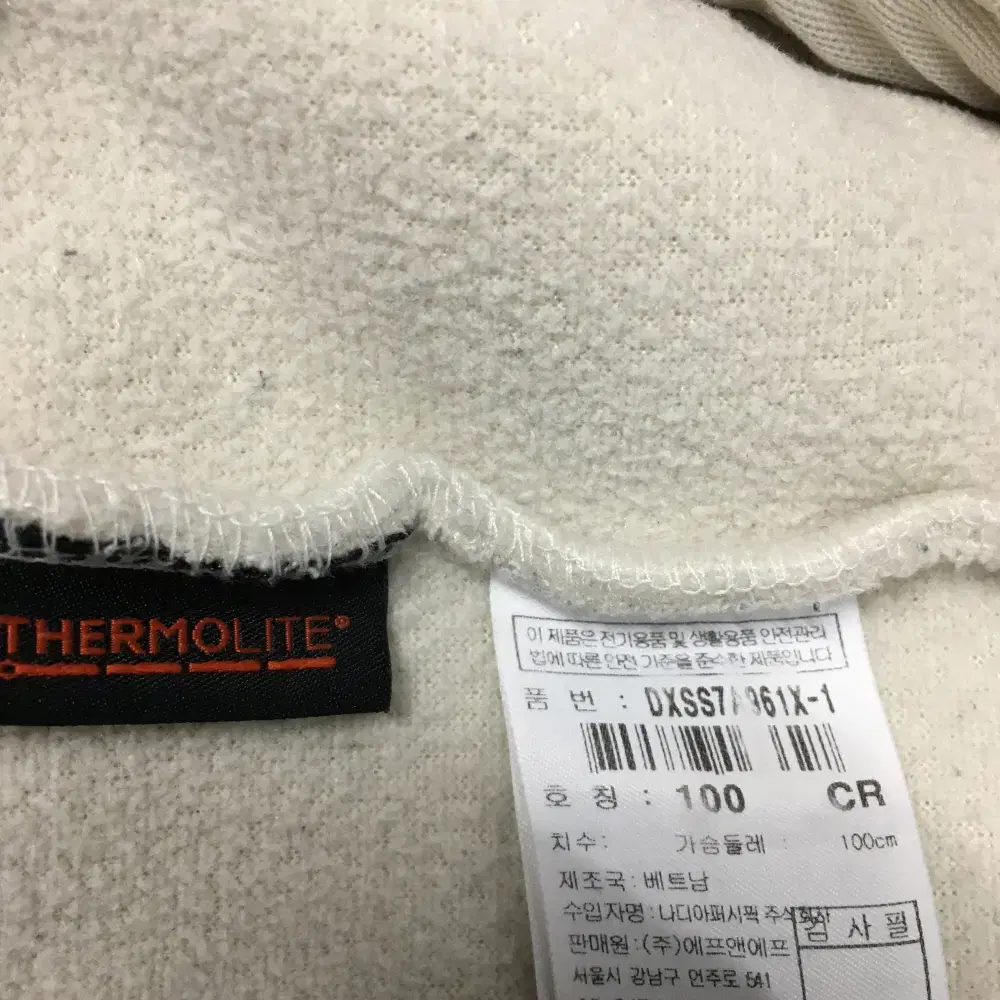 THERMOLITE®
이 제품은 전기용품 및 생활용품 안전관리
법에 따른 안전 기준을 준수한 제품입니다
품 번 : DXSS7A961X-1
호 칭 : 100 CR
치수 : 가슴둘레 : 100cm
제조국 : 베트남
수입자명 : 나디아퍼시픽 주식회사
검 사 필
판매원 : (주)에프앤에프
서울시 강남구 언주로 541